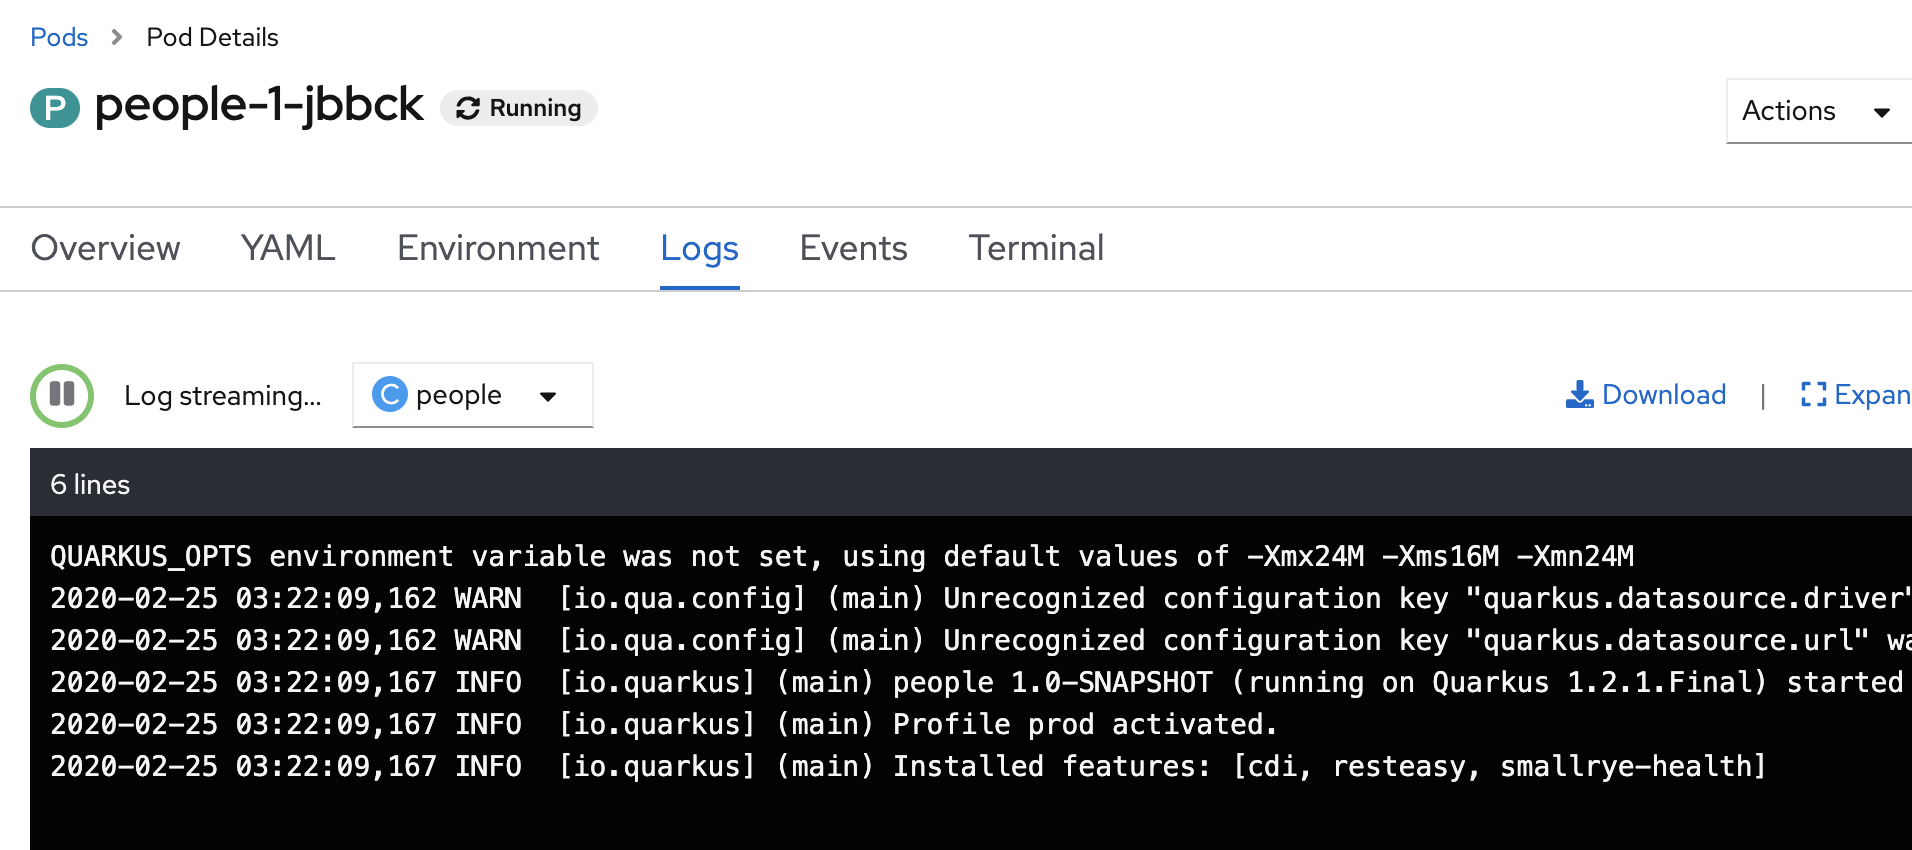 Pods > Pod Details
P people-1-jbbck Running
Actions
Overview YAML Environment Logs Events Terminal
Log streaming... C people Download | Expan
6 lines
QUARKUS_OPTS environment variable was not set, using default values of -Xmx24M -Xms16M -Xmn24M
2020-02-25 03:22:09,162 WARN [io.qua.config] (main) Unrecognized configuration key "quarkus.datasource.driver"
2020-02-25 03:22:09,162 WARN [io.qua.config] (main) Unrecognized configuration key "quarkus.datasource.url" wa
2020-02-25 03:22:09,167 INFO [io.quarkus] (main) people 1.0-SNAPSHOT (running on Quarkus 1.2.1.Final) started
2020-02-25 03:22:09,167 INFO [io.quarkus] (main) Profile prod activated.
2020-02-25 03:22:09,167 INFO [io.quarkus] (main) Installed features: [cdi, resteasy, smallrye-health]